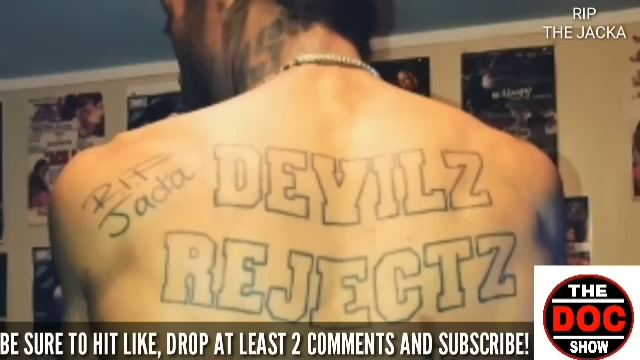 RIP
THE JACKA
R.I.P
Jacka
DEVILZ
REJECTZ
BE SURE TO HIT LIKE, DROP AT LEAST 2 COMMENTS AND SUBSCRIBE!
THE
DOC
SHOW